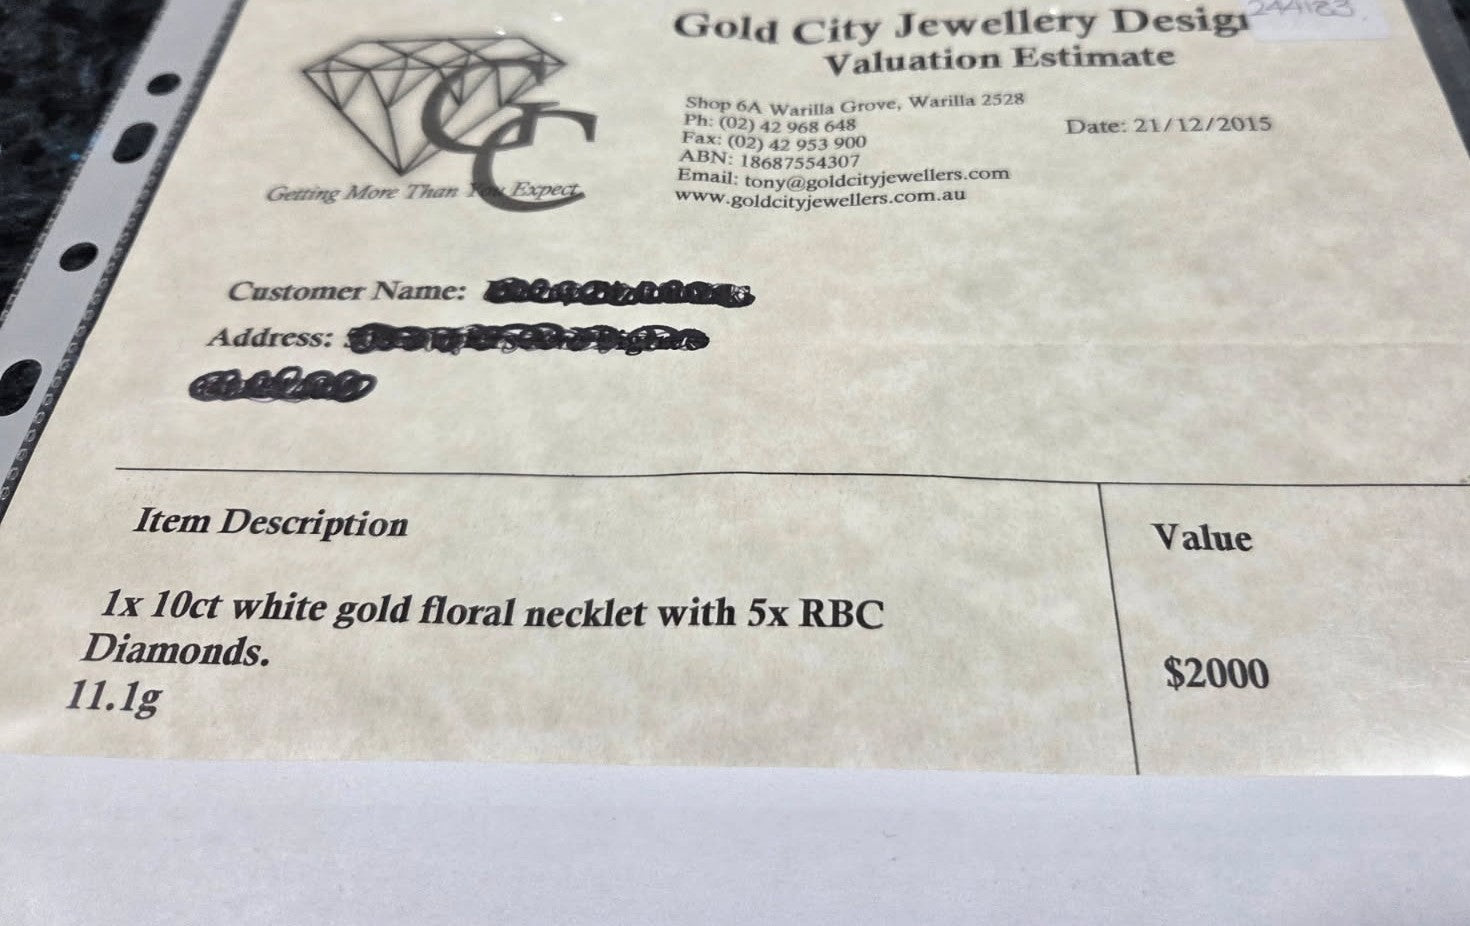 244183
Gold City Jewellery Design
Valuation Estimate
GCC
Getting More Than You Expect
Shop 6A Warilla Grove, Warilla 2528
Ph: (02) 42 968 648
Fax: (02) 42 953 900
ABN: 18687554307
Email: tony@goldcityjewellers.com
www.goldcityjewellers.com.au
Date: 21/12/2015
Customer Name:
Address:
Item Description
Value
1x 10ct white gold floral necklet with 5x RBC
Diamonds.
11.1g
$2000